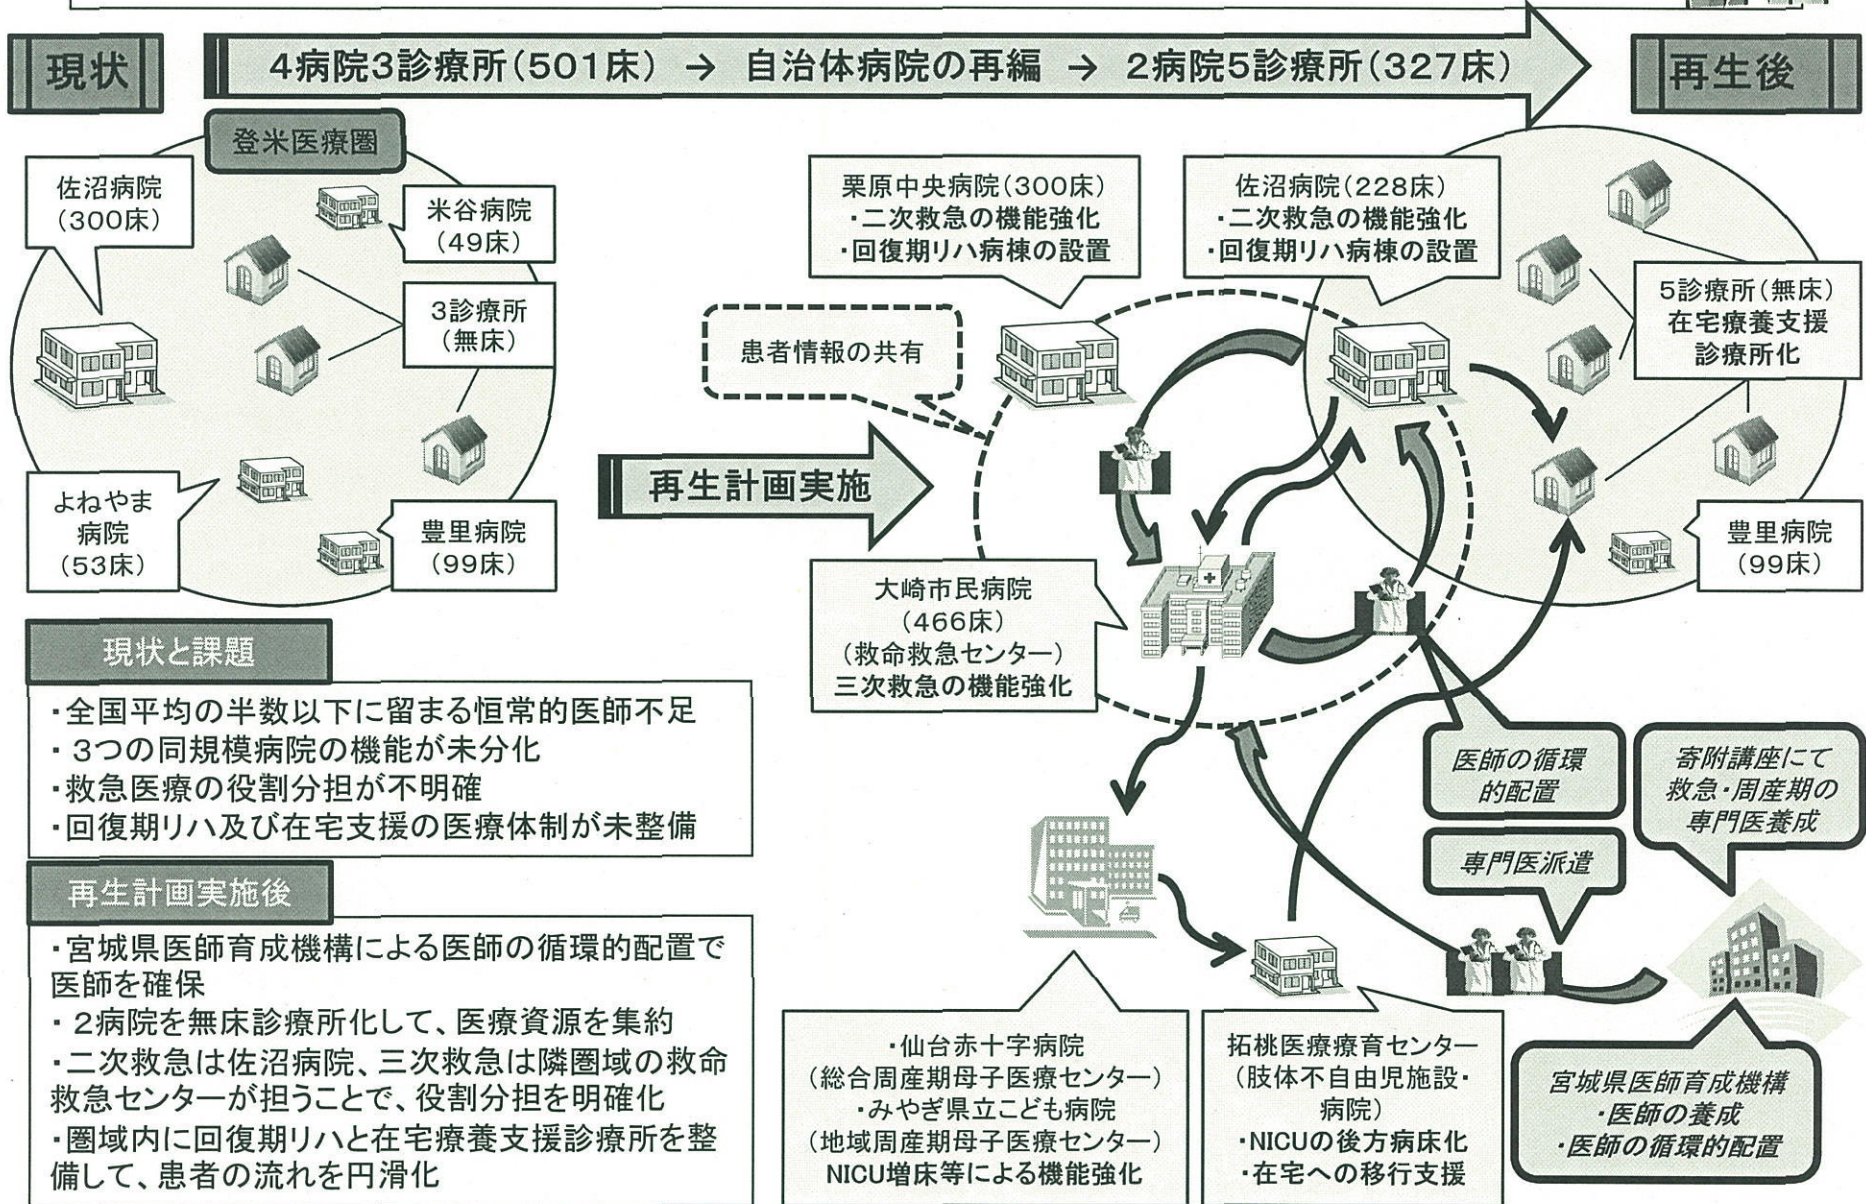 現状
4病院3診療所(501床) → 自治体病院の再編 → 2病院5診療所(327床)
再生後
登米医療圏
佐沼病院
(300床)
米谷病院
(49床)
3診療所
(無床)
よねやま
病院
(53床)
豊里病院
(99床)
再生計画実施
患者情報の共有
栗原中央病院(300床)
・二次救急の機能強化
・回復期リハ病棟の設置
佐沼病院(228床)
・二次救急の機能強化
・回復期リハ病棟の設置
5診療所(無床)
在宅療養支援
診療所化
豊里病院
(99床)
大崎市民病院
(466床)
(救命救急センター)
三次救急の機能強化
現状と課題
・全国平均の半数以下に留まる恒常的医師不足
・3つの同規模病院の機能が未分化
・救急医療の役割分担が不明確
・回復期リハ及び在宅支援の医療体制が未整備
再生計画実施後
・宮城県医師育成機構による医師の循環的配置で
医師を確保
・2病院を無床診療所化して、医療資源を集約
・二次救急は佐沼病院、三次救急は隣圏域の救命
救急センターが担うことで、役割分担を明確化
・圏域内に回復期リハと在宅療養支援診療所を整
備して、患者の流れを円滑化
医師の循環
的配置
寄附講座にて
救急・周産期の
専門医養成
専門医派遣
・仙台赤十字病院
(総合周産期母子医療センター)
・みやぎ県立こども病院
(地域周産期母子医療センター)
NICU増床等による機能強化
拓桃医療療育センター
(肢体不自由児施設・
病院)
・NICUの後方病床化
・在宅への移行支援
宮城県医師育成機構
・医師の養成
・医師の循環的配置